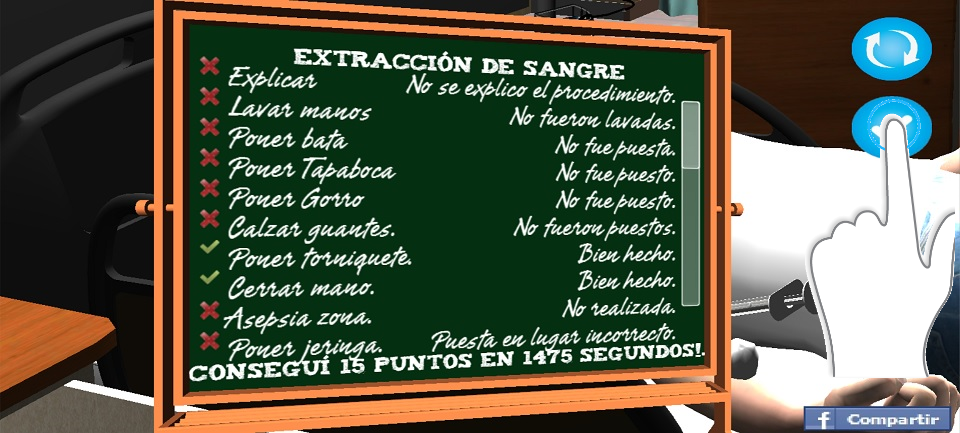 EXTRACCIÓN DE SANGRE
Explicar No se explico el procedimiento.
Lavar manos No fueron lavadas.
Poner bata No fue puesta.
Poner Tapaboca No fue puesto.
Poner Gorro No fue puesto.
Calzar guantes. No fueron puestos.
Poner torniquete. Bien hecho.
Cerrar mano. Bien hecho.
Asepsia zona. No realizada.
Poner jeringa. Puesta en lugar incorrecto.
CONSEGUÍ 15 PUNTOS EN 1475 SEGUNDOS!.
f Compartir